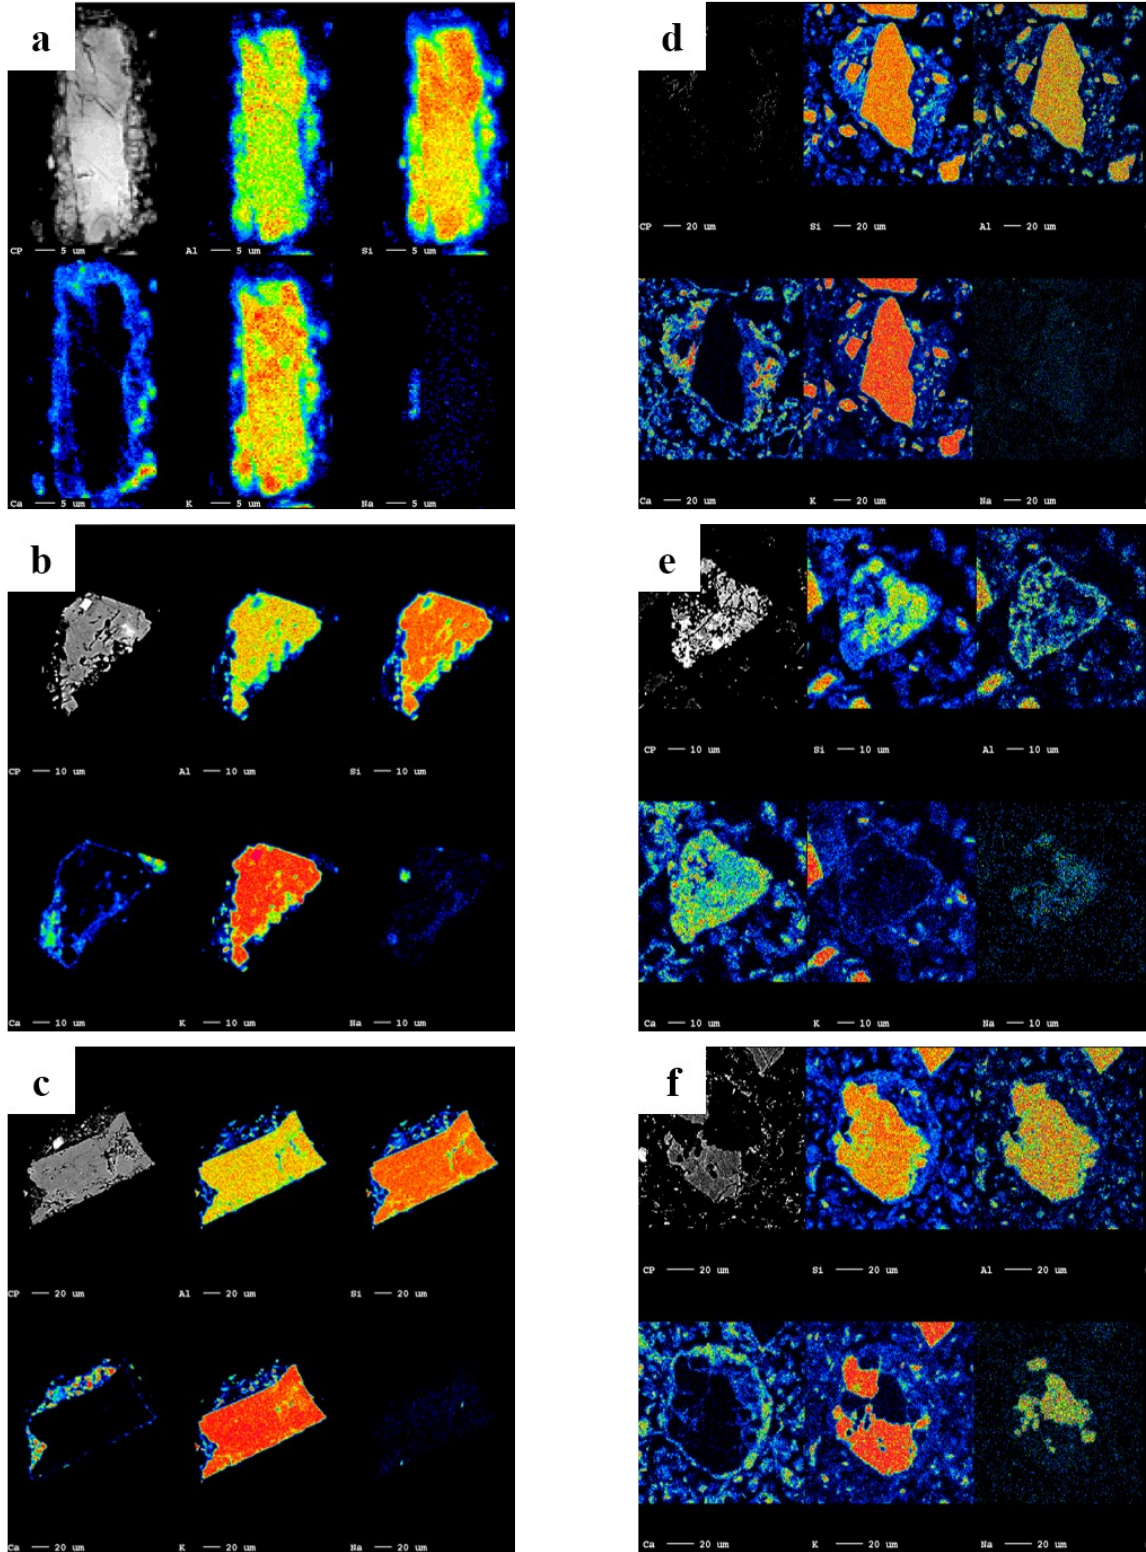 a
CP 5 um Al 5 um Si 5 um
Ca 5 um K 5 um Na 5 um
b
CP 10 um Al 10 um Si 10 um
Ca 10 um K 10 um Na 10 um
c
CP 20 um Al 20 um Si 20 um
Ca 20 um K 20 um Na 20 um
d
CP 20 um Si 20 um Al 20 um
Ca 20 um K 20 um Na 20 um
e
CP 10 um Si 10 um Al 10 um
Ca 10 um K 10 um Na 10 um
f
CP 20 um Si 20 um Al 20 um
Ca 20 um K 20 um Na 20 um